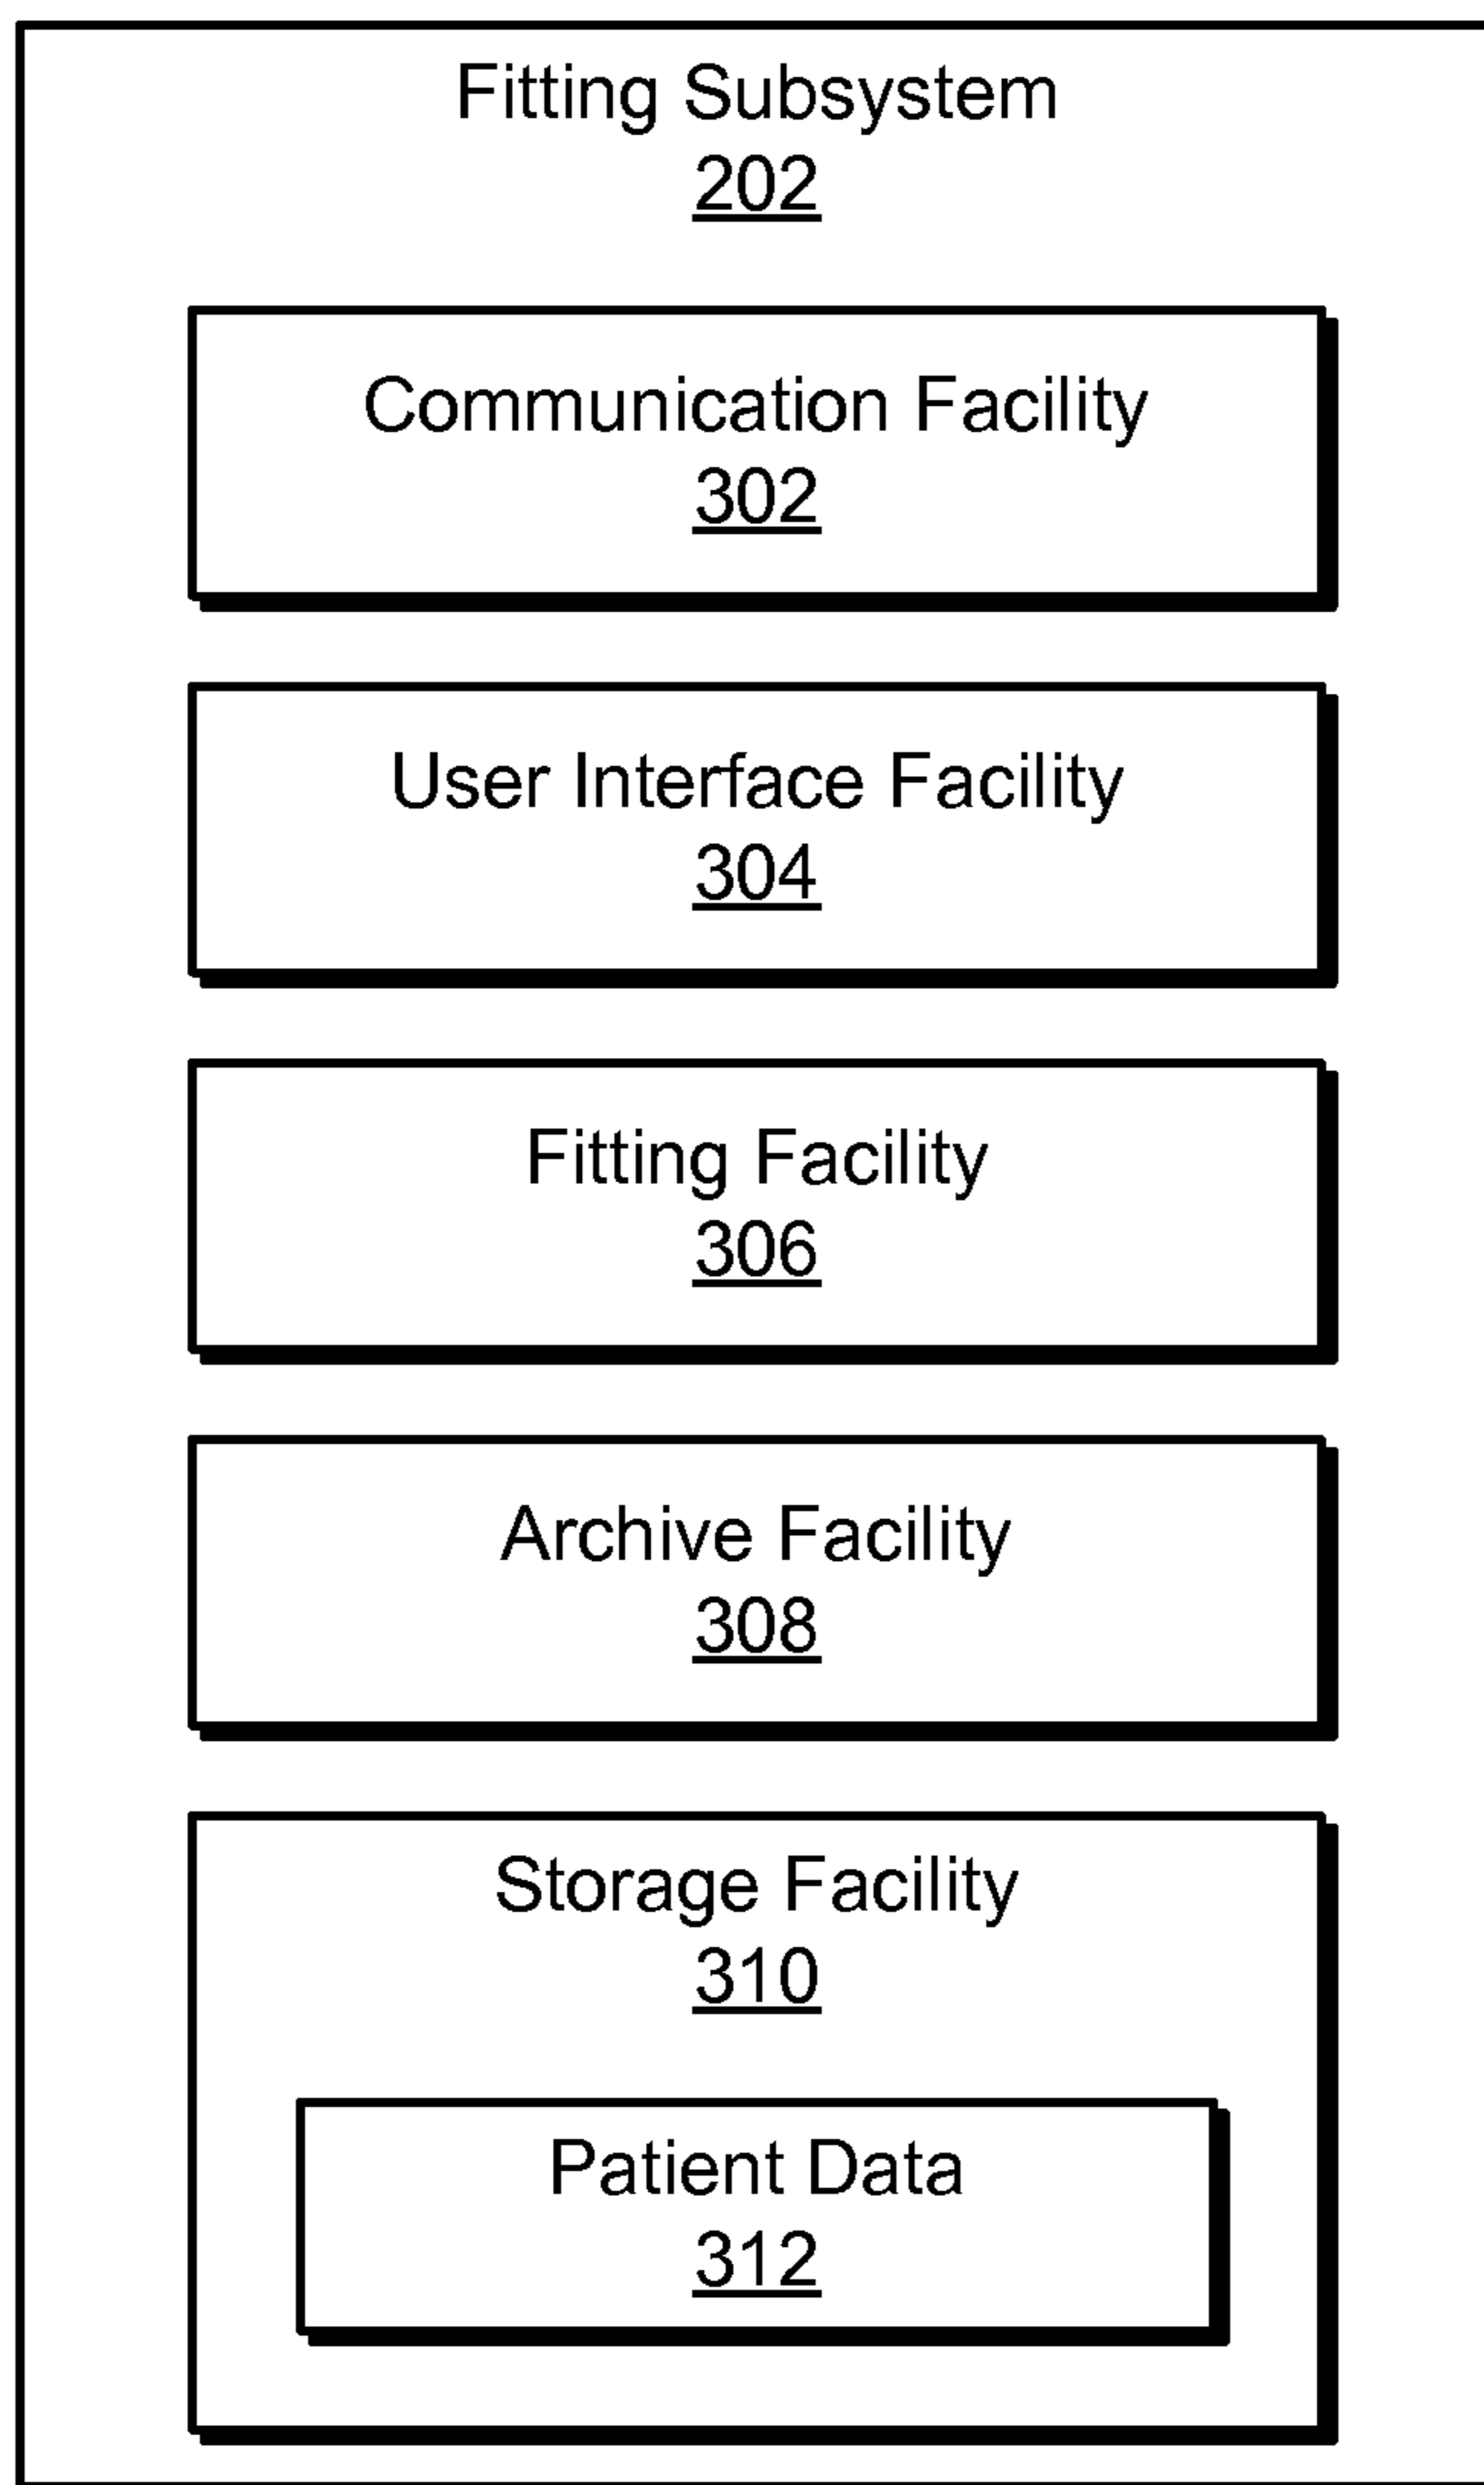 Fitting Subsystem
202
Communication Facility
302
User Interface Facility
304
Fitting Facility
306
Archive Facility
308
Storage Facility
310
Patient Data
312